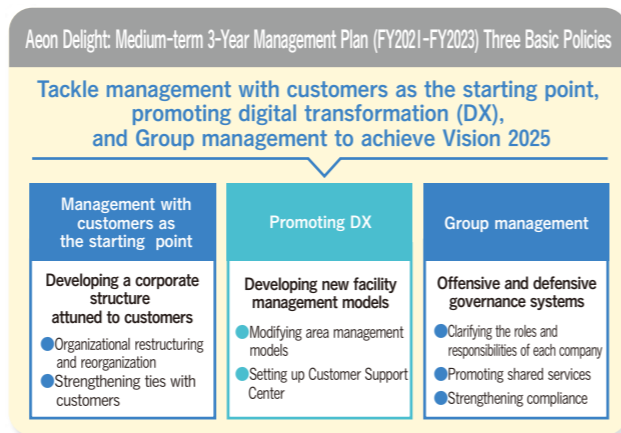 Aeon Delight: Medium-term 3-Year Management Plan (FY2021-FY2023) Three Basic Policies
Tackle management with customers as the starting point,
promoting digital transformation (DX),
and Group management to achieve Vision 2025
Management with
customers as
the starting point
Developing a corporate
structure
attuned to customers
●Organizational restructuring
and reorganization
●Strengthening ties with
customers
Promoting DX
Developing new facility
management models
●Modifying area management
models
●Setting up Customer Support
Center
Group management
Offensive and defensive
governance systems
●Clarifying the roles and
responsibilities of each company
●Promoting shared services
●Strengthening compliance